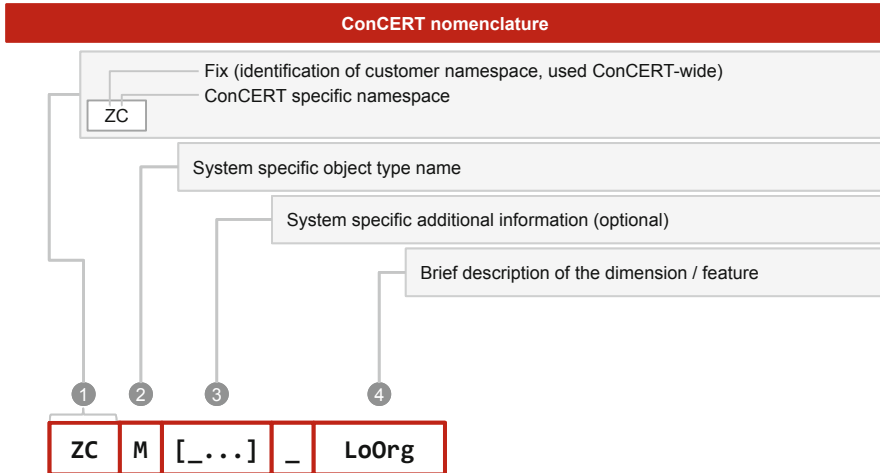 ConCERT nomenclature
Fix (identification of customer namespace, used ConCERT-wide)
ConCERT specific namespace
ZC
System specific object type name
System specific additional information (optional)
Brief description of the dimension / feature
1 2 3 4
ZC M [_...] _ LoOrg